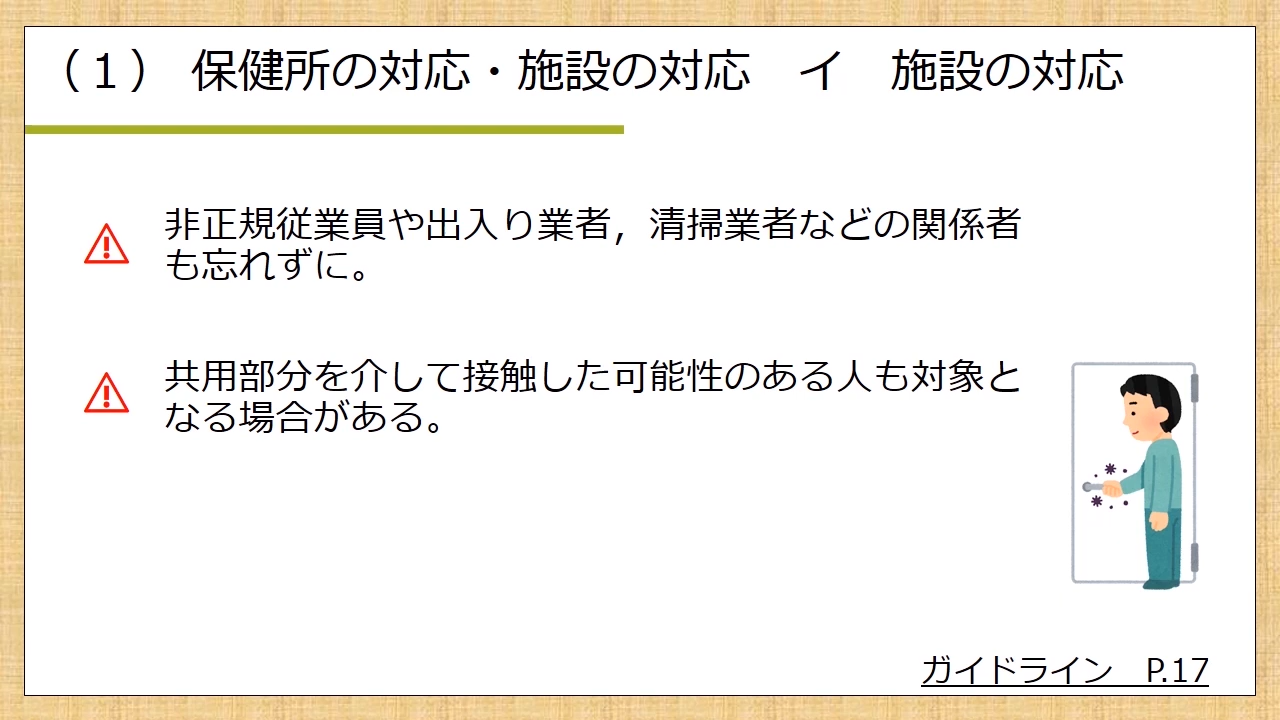 （１） 保健所の対応・施設の対応　イ　施設の対応
非正規従業員や出入り業者，清掃業者などの関係者
も忘れずに。
共用部分を介して接触した可能性のある人も対象と
なる場合がある。
ガイドライン　P.17